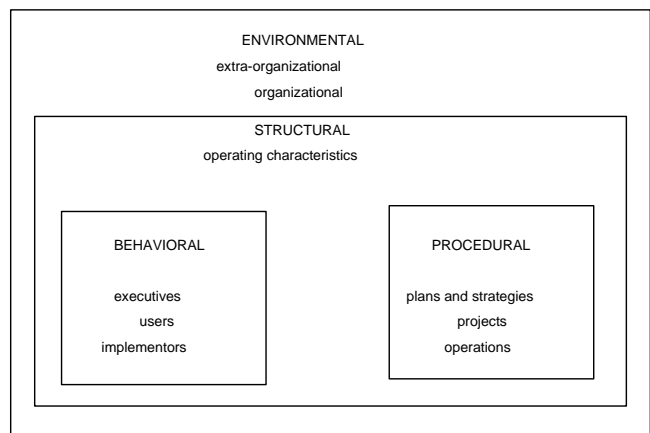 ENVIRONMENTAL
extra-organizational
organizational
STRUCTURAL
operating characteristics
BEHAVIORAL
executives
users
implementors
PROCEDURAL
plans and strategies
projects
operations